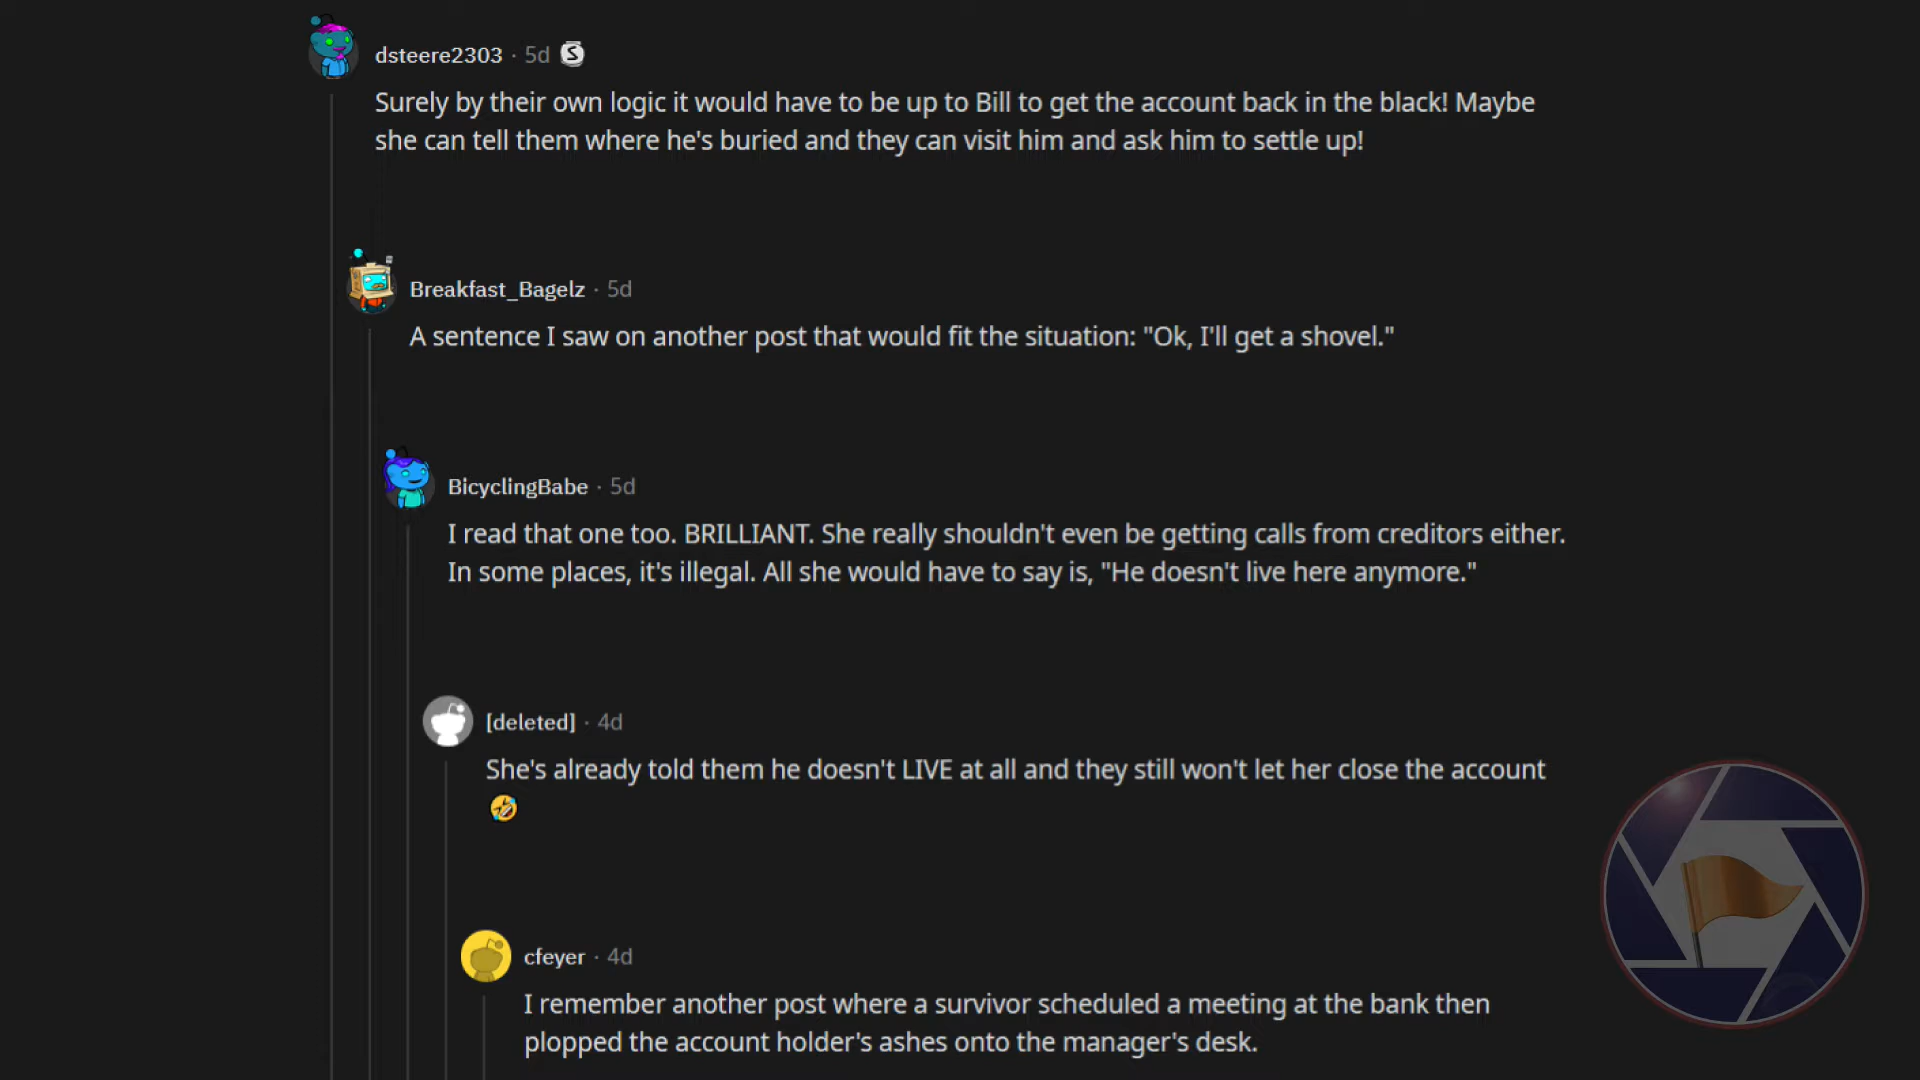 dsteere2303 · 5d S
Surely by their own logic it would have to be up to Bill to get the account back in the black! Maybe
she can tell them where he's buried and they can visit him and ask him to settle up!
Breakfast_Bagelz · 5d
A sentence I saw on another post that would fit the situation: "Ok, I'll get a shovel."
BicyclingBabe · 5d
I read that one too. BRILLIANT. She really shouldn't even be getting calls from creditors either.
In some places, it's illegal. All she would have to say is, "He doesn't live here anymore."
[deleted] · 4d
She's already told them he doesn't LIVE at all and they still won't let her close the account
🤣
cfeyer · 4d
I remember another post where a survivor scheduled a meeting at the bank then
plopped the account holder's ashes onto the manager's desk.